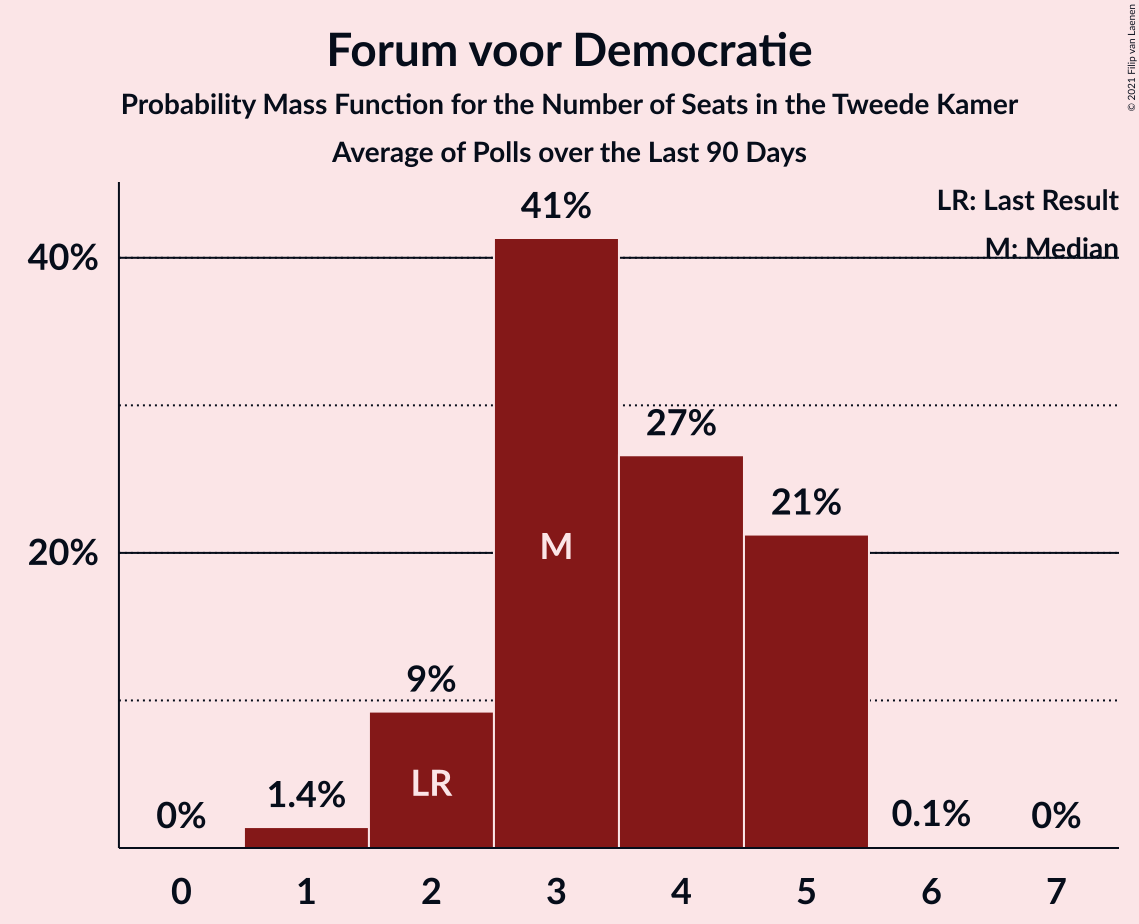 Forum voor Democratie
Probability Mass Function for the Number of Seats in the Tweede Kamer
Average of Polls over the Last 90 Days
© 2021 Filip van Laenen
LR: Last Result
M: Median
40%
20%
0%
1.4%
9%
41%
27%
21%
0.1%
0%
LR
M
0 1 2 3 4 5 6 7